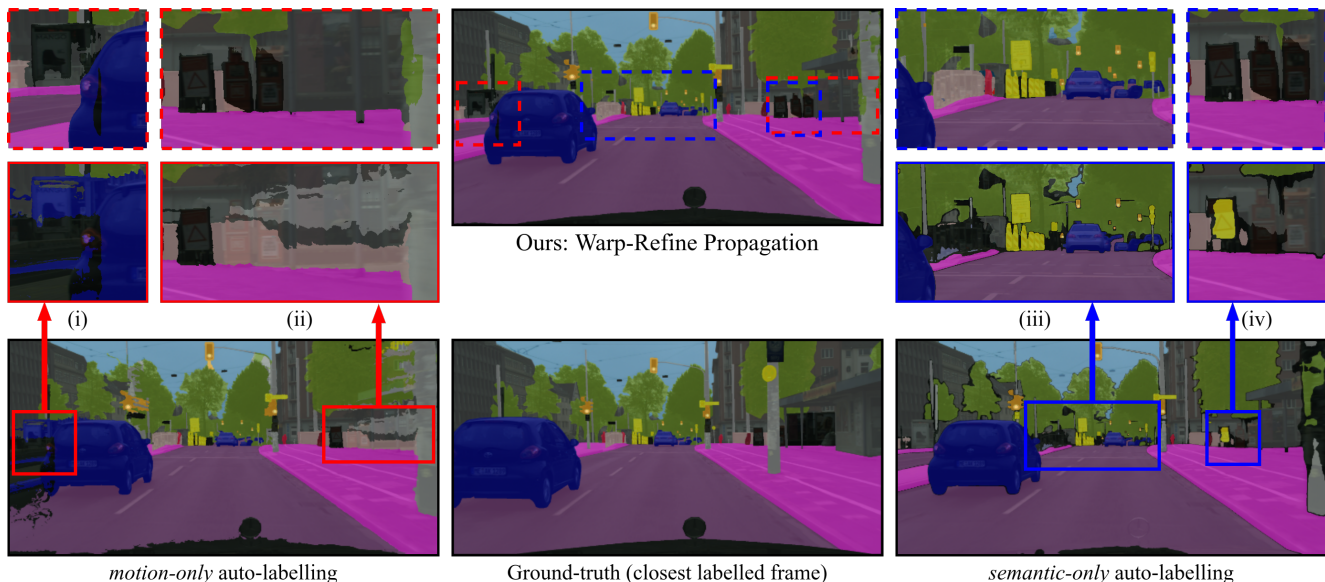 Ours: Warp-Refine Propagation
(i)
(ii)
(iii)
(iv)
motion-only auto-labelling
Ground-truth (closest labelled frame)
semantic-only auto-labelling